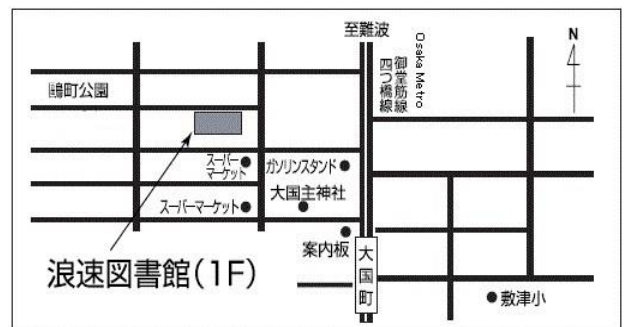 至難波
N
Osaka Metro
御堂筋線
四つ橋線
鴎町公園
スーパー
マーケット
ガソリンスタンド
大国主神社
スーパーマーケット
案内板
浪速図書館(1F)
大国町
敷津小